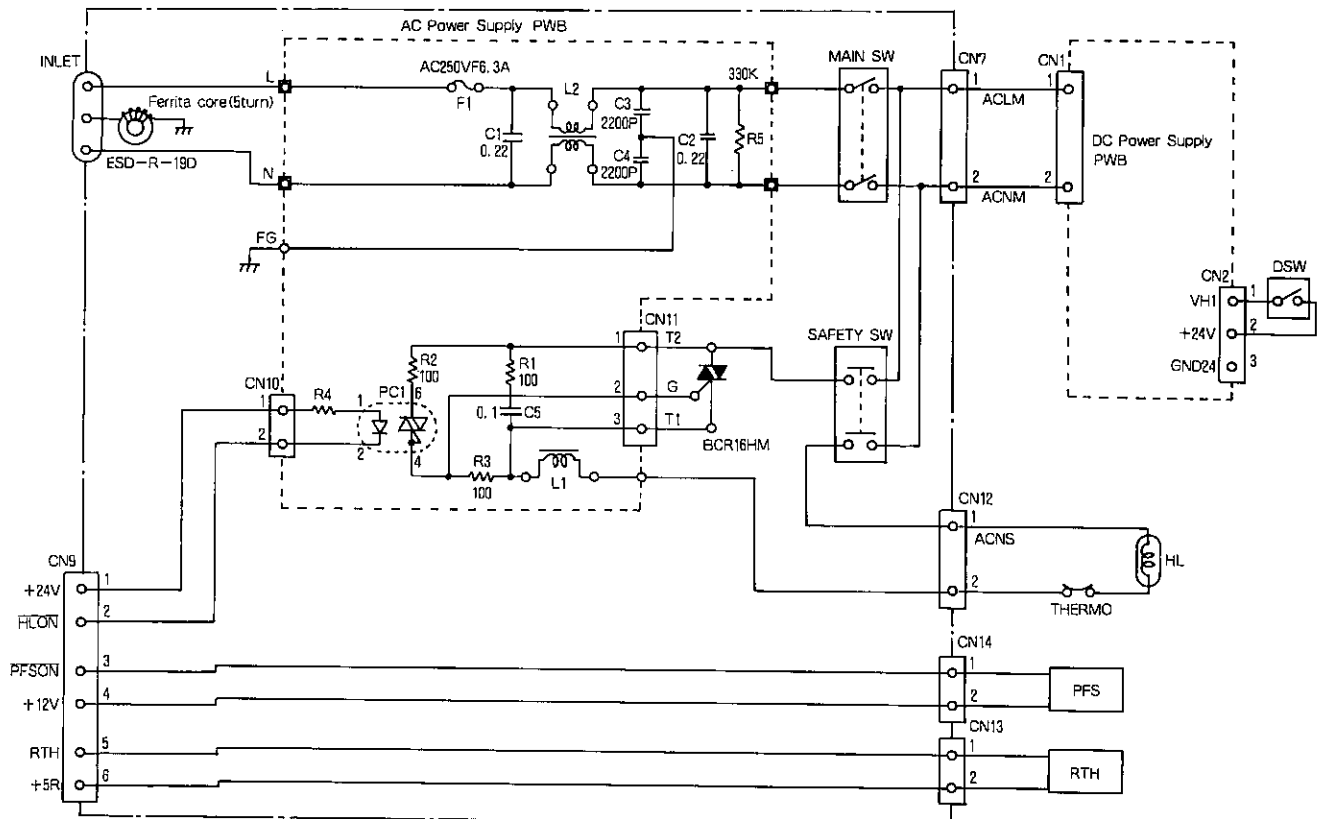 AC Power Supply PWB
INLET
L
AC250VF6.3A
F1
L2
C3
2200P
330K
MAIN SW
CN7
CN1
1
ACLM
1
Ferrita core(5turn)
C1
0.22
C4
2200P
C2
0.22
R5
DC Power Supply
PWB
ESD-R-19D
N
2
ACNM
2
FG
CN2
DSW
VH1
1
+24V
2
GND24
3
CN11
SAFETY SW
1
T2
R2
100
R1
100
CN10
PC1
6
2
G
1
R4
1
0.1
C5
3
T1
2
2
4
BCR16HM
R3
100
L1
CN12
1
ACNS
HL
2
THERMO
CN9
+24V
1
HLON
2
PFSON
3
+12V
4
RTH
5
+5R
6
CN14
1
2
PFS
CN13
1
2
RTH